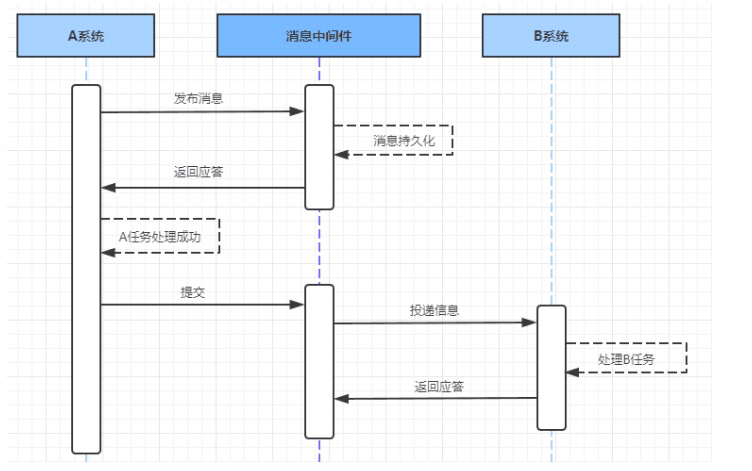 A系统
消息中间件
B系统
发布消息
消息持久化
返回应答
A任务处理成功
提交
投递信息
处理B任务
返回应答